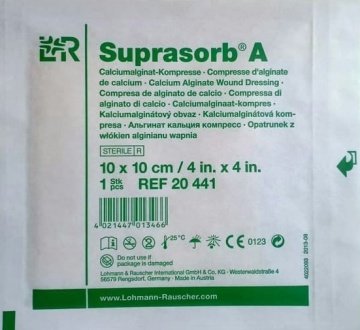 L&R
Suprasorb® A
Calciumalginat-Kompresse · Compresse d'alginate
de calcium · Calcium Alginate Wound Dressing ·
Compresa de alginato de calcio · Compressa di
alginato di calcio · Calciumalginaat-kompres ·
Kalciumalginátový obvaz · Kalciumalginátová kom-
presa · Альгинат кальция компресс · Opatrunek z
włókien alginianu wapnia
STERILE R
10 x 10 cm / 4 in. x 4 in.
1 Stk
pcs
REF 20 441
4 021447 013466
25°C
CE 0123
Do not use if
package is damaged
Lohmann & Rauscher International GmbH & Co. KG · Westerwaldstraße 4
56579 Rengsdorf, Germany · Made in Austria
www.Lohmann-Rauscher.com
2013-09